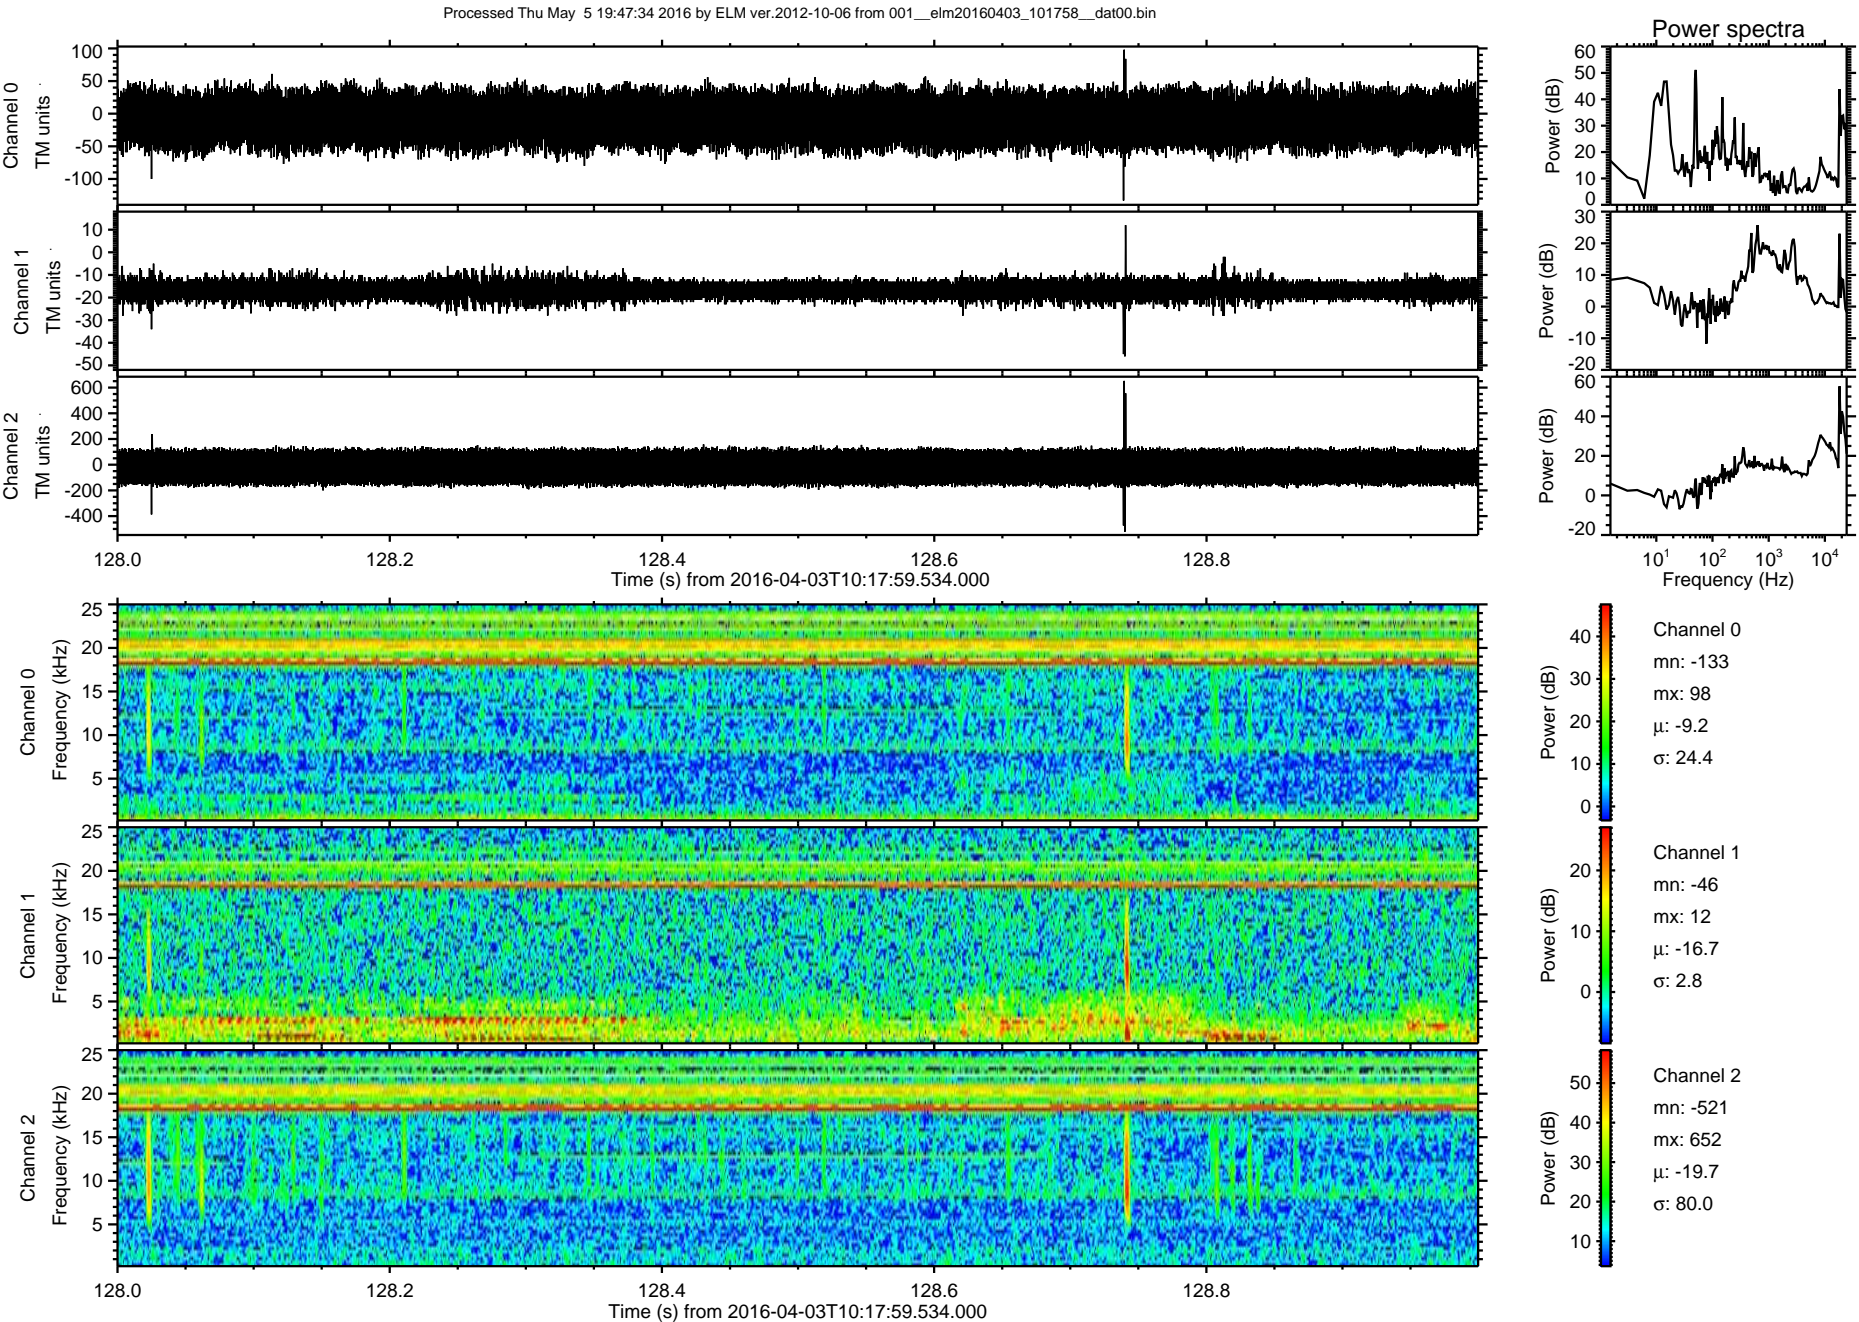 Processed Thu May  5 19:47:34 2016 by ELM ver.2012-10-06 from 001__elm20160403_101758__dat00.bin
Power spectra
Channel 0
TM units
100
50
0
-50
-100
Power (dB)
60
50
40
30
20
10
0
Channel 1
TM units
10
0
-10
-20
-30
-40
-50
Power (dB)
30
20
10
0
-10
-20
Channel 2
TM units
600
400
200
0
-200
-400
Power (dB)
60
40
20
0
-20
128.0 128.2 128.4 128.6 128.8
Time (s) from 2016-04-03T10:17:59.534.000
10¹ 10² 10³ 10⁴
Frequency (Hz)
Channel 0
Frequency (kHz)
25
20
15
10
5
Power (dB)
40
30
20
10
0
Channel 0
mn: -133
mx: 98
μ: -9.2
σ: 24.4
Channel 1
Frequency (kHz)
25
20
15
10
5
Power (dB)
20
10
0
Channel 1
mn: -46
mx: 12
μ: -16.7
σ: 2.8
Channel 2
Frequency (kHz)
25
20
15
10
5
Power (dB)
50
40
30
20
10
Channel 2
mn: -521
mx: 652
μ: -19.7
σ: 80.0
128.0 128.2 128.4 128.6 128.8
Time (s) from 2016-04-03T10:17:59.534.000